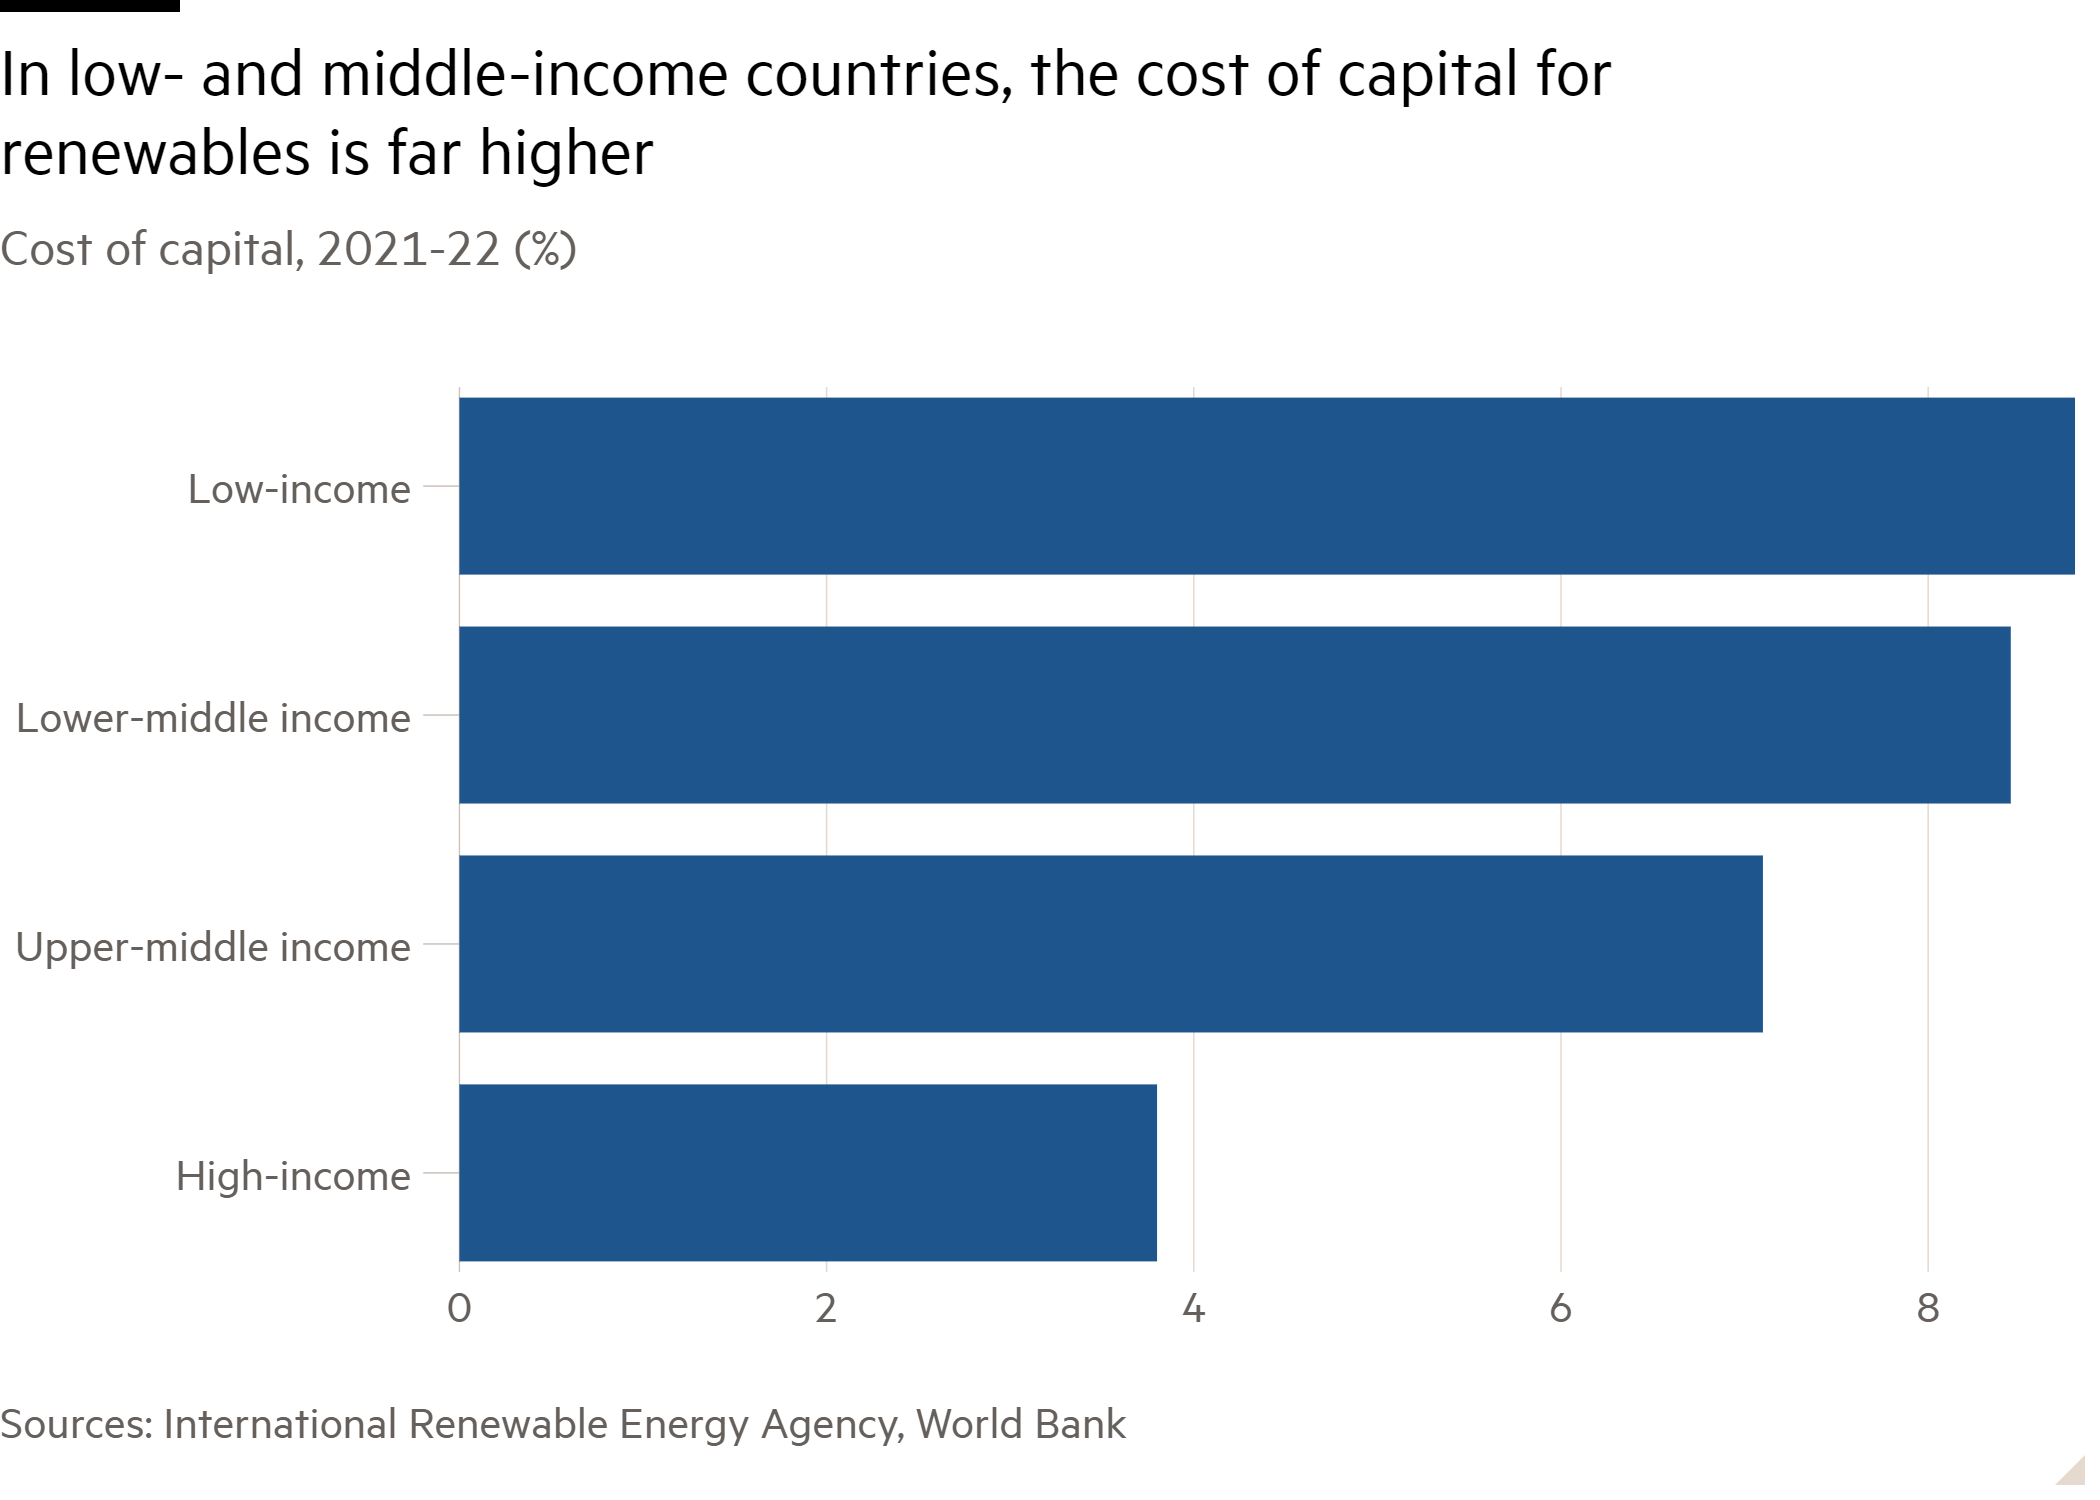 In low- and middle-income countries, the cost of capital for
renewables is far higher
Cost of capital, 2021-22 (%)
Low-income
Lower-middle income
Upper-middle income
High-income
0 2 4 6 8
Sources: International Renewable Energy Agency, World Bank